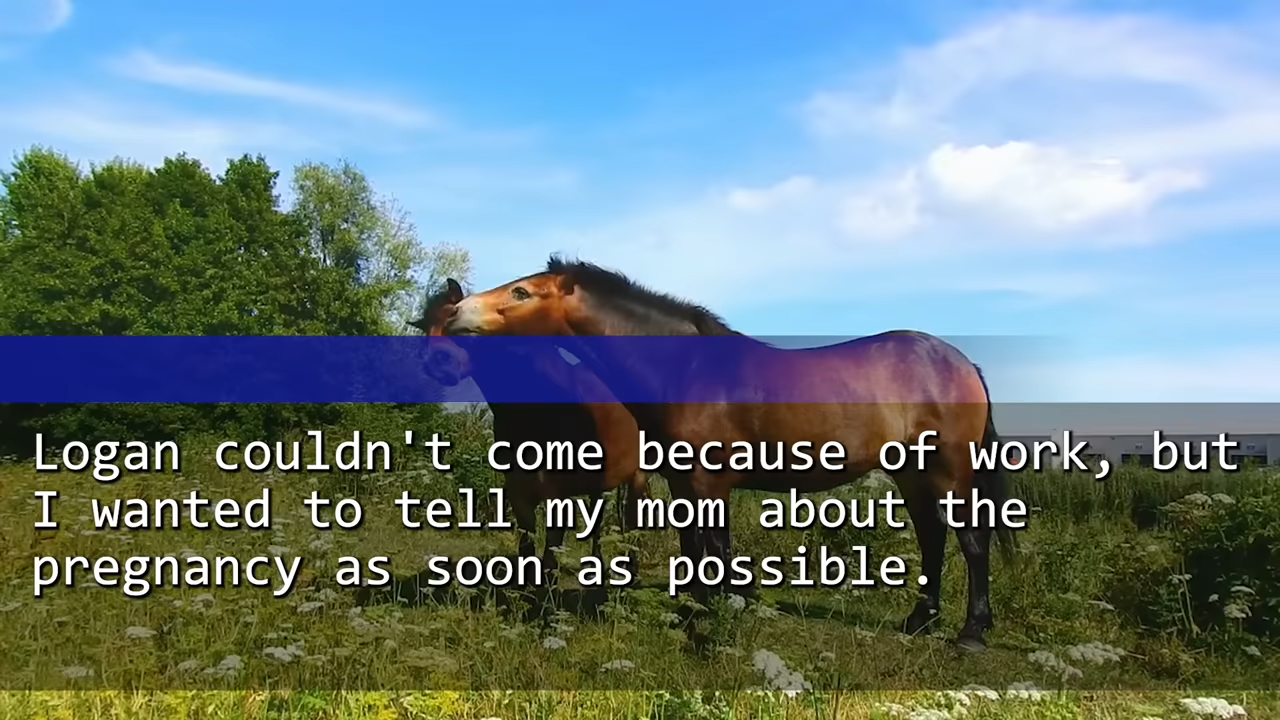 Logan couldn't come because of work, but
I wanted to tell my mom about the
pregnancy as soon as possible.